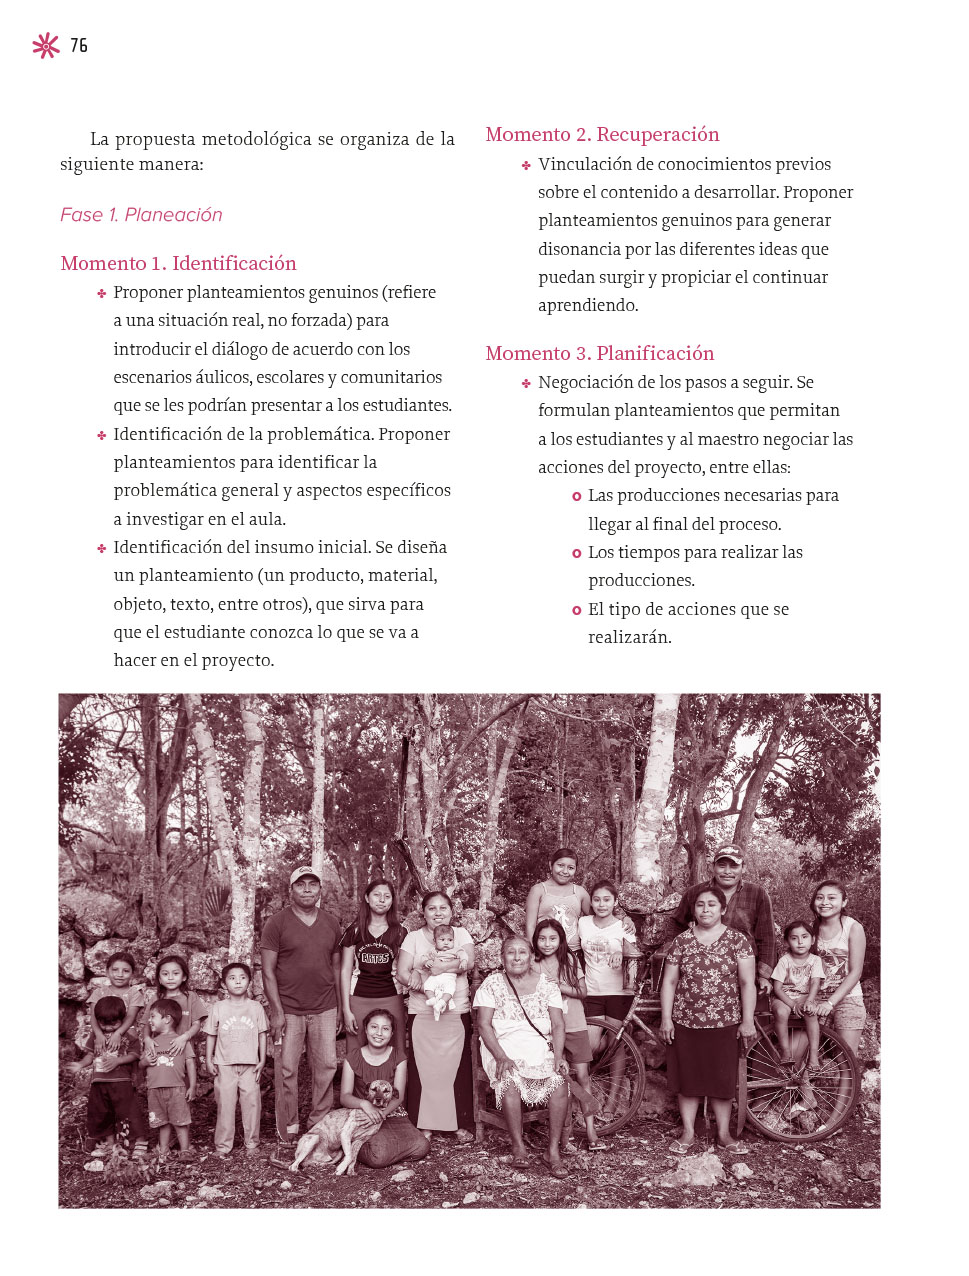 76
La propuesta metodológica se organiza de la
siguiente manera:
Fase 1. Planeación
Momento 1. Identificación
✤ Proponer planteamientos genuinos (refiere
a una situación real, no forzada) para
introducir el diálogo de acuerdo con los
escenarios áulicos, escolares y comunitarios
que se les podrían presentar a los estudiantes.
✤ Identificación de la problemática. Proponer
planteamientos para identificar la
problemática general y aspectos específicos
a investigar en el aula.
✤ Identificación del insumo inicial. Se diseña
un planteamiento (un producto, material,
objeto, texto, entre otros), que sirva para
que el estudiante conozca lo que se va a
hacer en el proyecto.
Momento 2. Recuperación
✤ Vinculación de conocimientos previos
sobre el contenido a desarrollar. Proponer
planteamientos genuinos para generar
disonancia por las diferentes ideas que
puedan surgir y propiciar el continuar
aprendiendo.
Momento 3. Planificación
✤ Negociación de los pasos a seguir. Se
formulan planteamientos que permitan
a los estudiantes y al maestro negociar las
acciones del proyecto, entre ellas:
o Las producciones necesarias para
llegar al final del proceso.
o Los tiempos para realizar las
producciones.
o El tipo de acciones que se
realizarán.